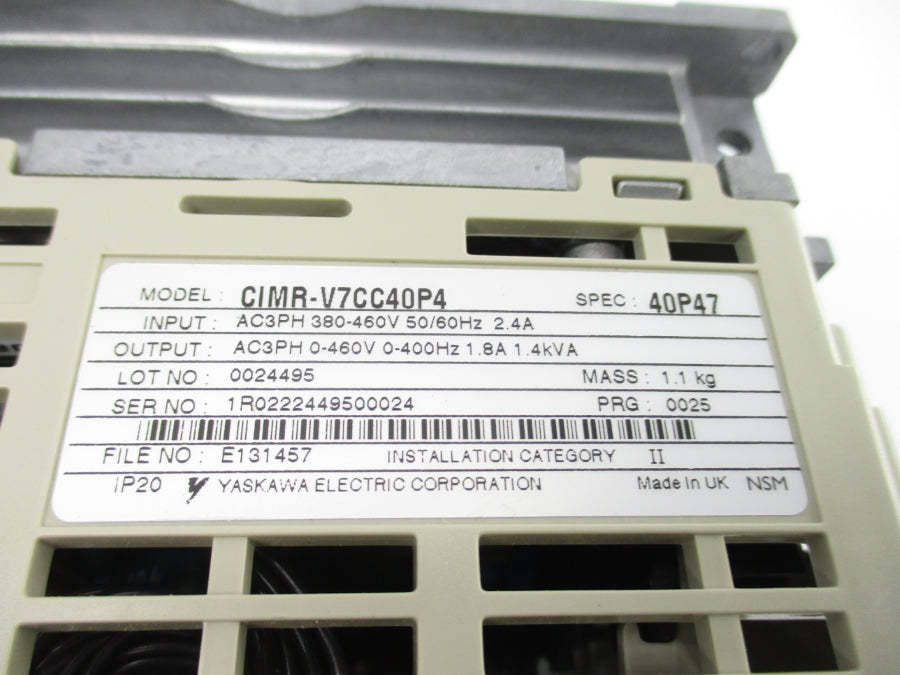 MODEL : CIMR-V7CC40P4 SPEC : 40P47
INPUT : AC3PH 380-460V 50/60Hz 2.4A
OUTPUT : AC3PH 0-460V 0-400Hz 1.8A 1.4kVA
LOT NO : 0024495 MASS : 1.1 kg
SER NO : 1R0222449500024 PRG : 0025
FILE NO : E131457 INSTALLATION CATEGORY II
IP20 YASKAWA ELECTRIC CORPORATION Made In UK NSM